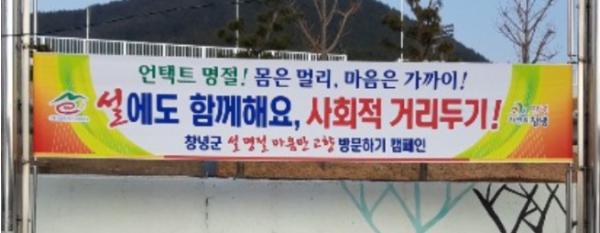 언택트 명절! 몸은 멀리, 마음은 가까이!
설에도 함께해요, 사회적 거리두기!
창녕군 설 명절 마음만 고향 방문하기 캠페인
창녕